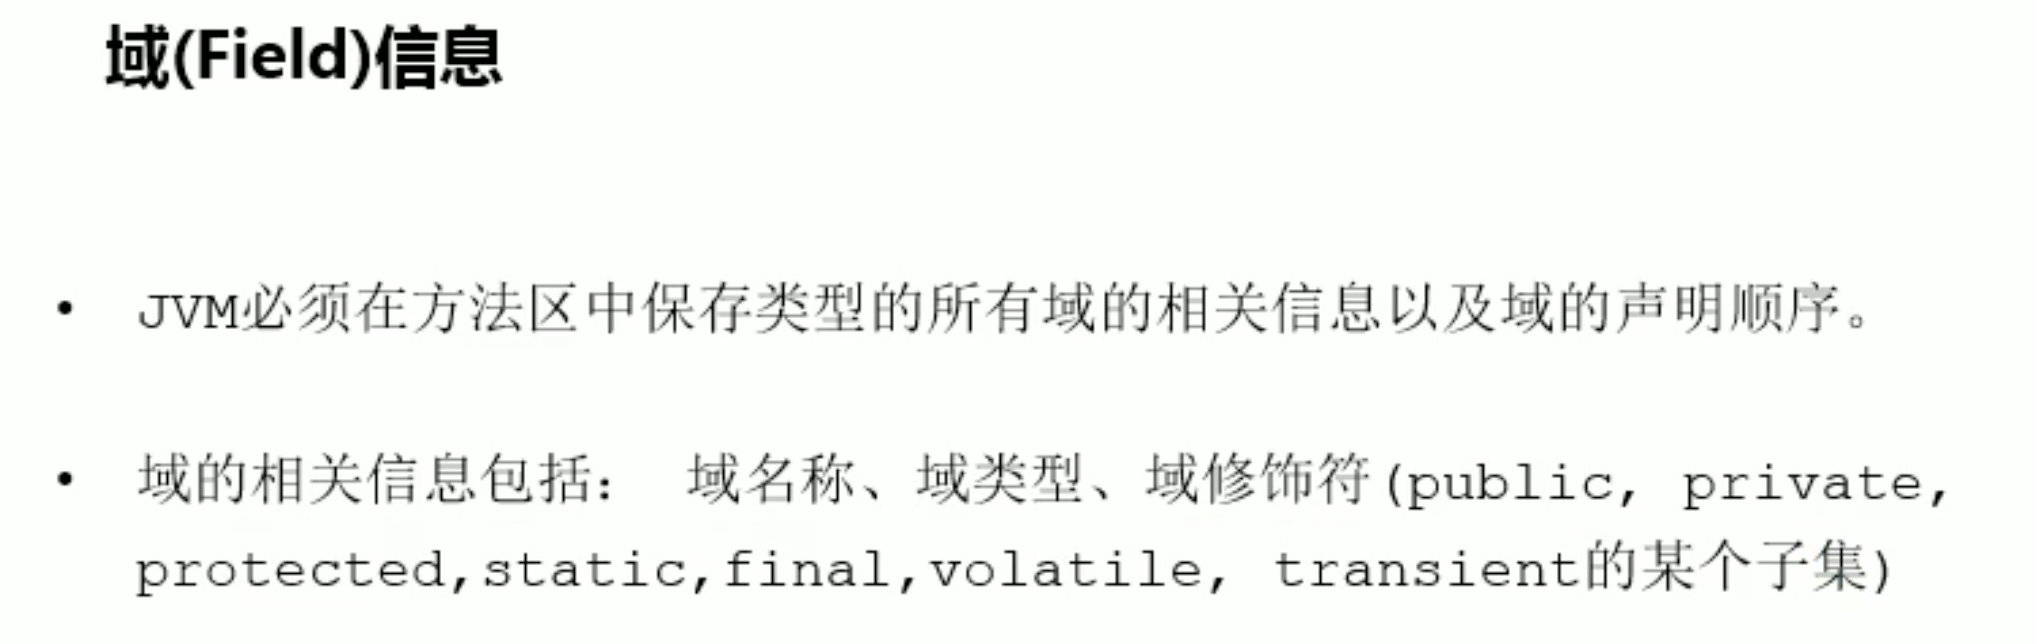 域(Field)信息
• JVM必须在方法区中保存类型的所有域的相关信息以及域的声明顺序。
• 域的相关信息包括： 域名称、域类型、域修饰符(public, private,
protected,static,final,volatile, transient的某个子集)